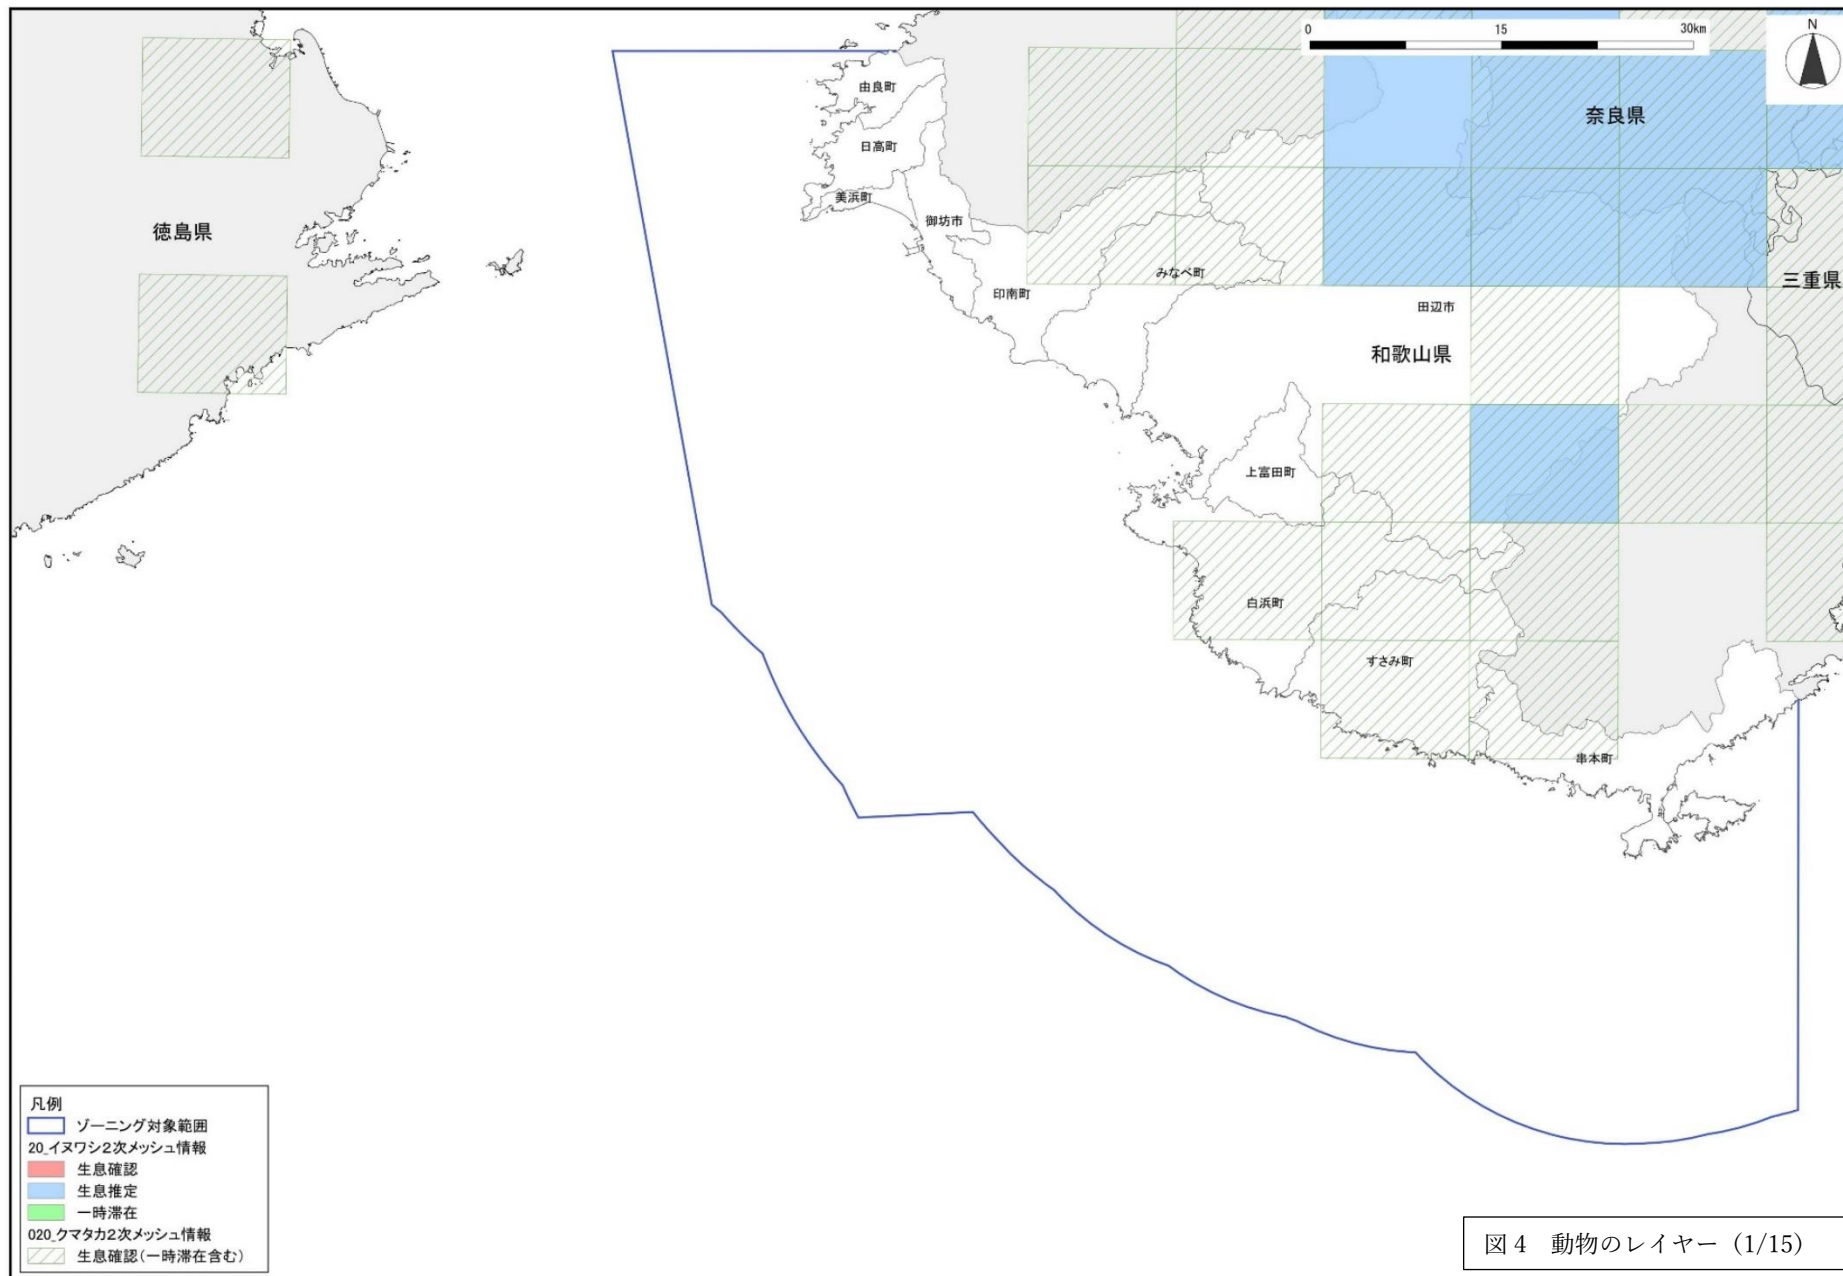 0 15 30km
N
由良町
奈良県
日高町
美浜町
御坊市
徳島県
みなべ町
三重県
印南町
田辺市
和歌山県
上富田町
白浜町
すさみ町
串本町
凡例
ゾーニング対象範囲
20_イヌワシ2次メッシュ情報
生息確認
生息推定
一時滞在
020_クマタカ2次メッシュ情報
生息確認(一時滞在含む)
図4 動物のレイヤー (1/15)